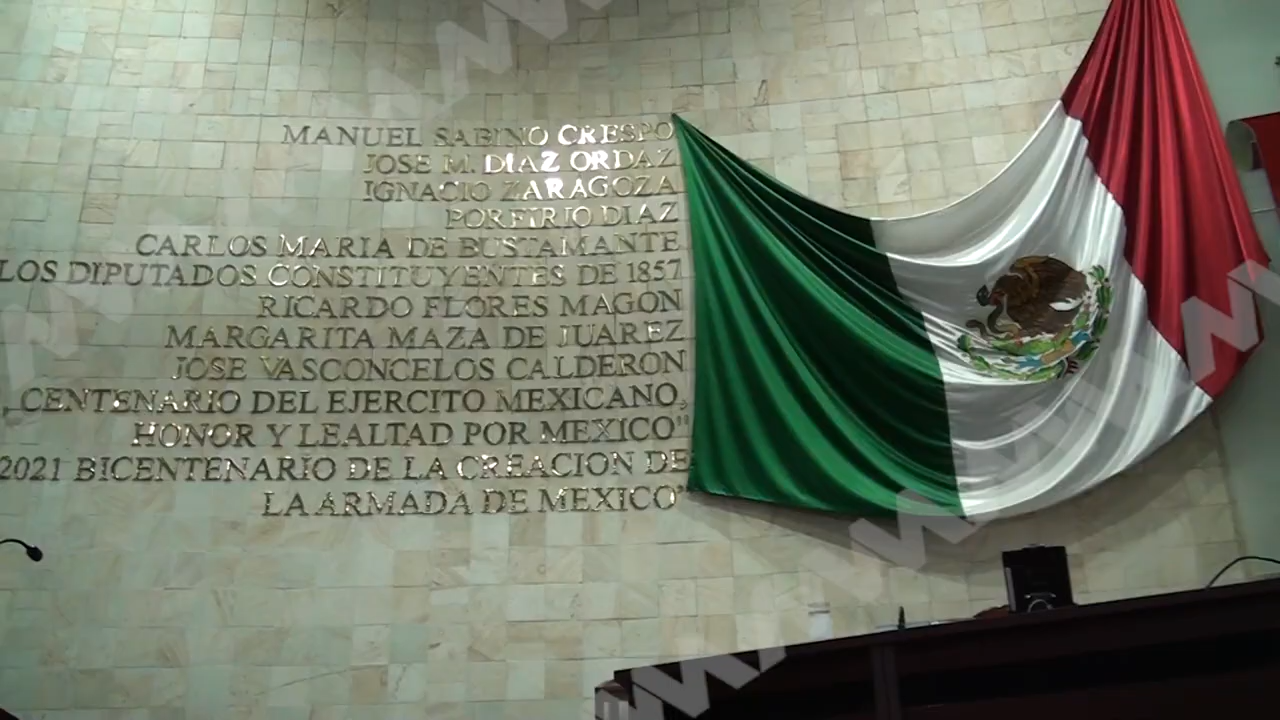 MANUEL SABINO CRESPO
JOSE M. DIAZ ORDAZ
IGNACIO ZARAGOZA
PORFIRIO DIAZ
CARLOS MARIA DE BUSTAMANTE
LOS DIPUTADOS CONSTITUYENTES DE 1857
RICARDO FLORES MAGON
MARGARITA MAZA DE JUAREZ
JOSE VASCONCELOS CALDERON
, CENTENARIO DEL EJERCITO MEXICANO,
HONOR Y LEALTAD POR MEXICO"
2021 BICENTENARIO DE LA CREACION DE
LA ARMADA DE MEXICO"